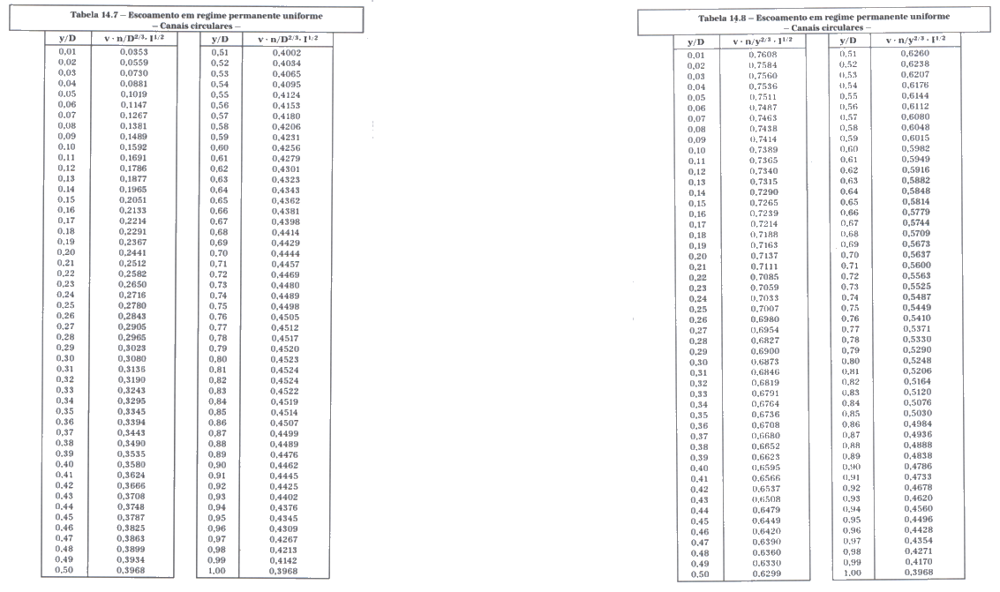 Tabela 14.7 – Escoamento em regime permanente uniforme
– Canais circulares –
y/D v · n/D²/³· I¹/² y/D v · n/D²/³· I¹/²
0,01 0,0353 0,51 0,4002
0,02 0,0559 0,52 0,4034
0,03 0,0730 0,53 0,4065
0,04 0,0881 0,54 0,4095
0,05 0,1019 0,55 0,4124
0,06 0,1147 0,56 0,4153
0,07 0,1267 0,57 0,4180
0,08 0,1381 0,58 0,4206
0,09 0,1489 0,59 0,4231
0,10 0,1592 0,60 0,4256
0,11 0,1691 0,61 0,4279
0,12 0,1786 0,62 0,4301
0,13 0,1877 0,63 0,4323
0,14 0,1965 0,64 0,4343
0,15 0,2051 0,65 0,4362
0,16 0,2133 0,66 0,4381
0,17 0,2214 0,67 0,4398
0,18 0,2291 0,68 0,4414
0,19 0,2367 0,69 0,4429
0,20 0,2441 0,70 0,4444
0,21 0,2512 0,71 0,4457
0,22 0,2582 0,72 0,4469
0,23 0,2650 0,73 0,4480
0,24 0,2716 0,74 0,4489
0,25 0,2780 0,75 0,4498
0,26 0,2843 0,76 0,4505
0,27 0,2905 0,77 0,4512
0,28 0,2965 0,78 0,4517
0,29 0,3023 0,79 0,4520
0,30 0,3080 0,80 0,4523
0,31 0,3136 0,81 0,4524
0,32 0,3190 0,82 0,4524
0,33 0,3243 0,83 0,4522
0,34 0,3295 0,84 0,4519
0,35 0,3345 0,85 0,4514
0,36 0,3394 0,86 0,4507
0,37 0,3443 0,87 0,4499
0,38 0,3490 0,88 0,4489
0,39 0,3535 0,89 0,4476
0,40 0,3580 0,90 0,4462
0,41 0,3624 0,91 0,4445
0,42 0,3666 0,92 0,4425
0,43 0,3708 0,93 0,4402
0,44 0,3748 0,94 0,4376
0,45 0,3787 0,95 0,4345
0,46 0,3825 0,96 0,4309
0,47 0,3863 0,97 0,4267
0,48 0,3899 0,98 0,4213
0,49 0,3934 0,99 0,4142
0,50 0,3968 1,00 0,3968
Tabela 14.8 – Escoamento em regime permanente uniforme
– Canais circulares –
y/D v · n/y²/³ · I¹/² y/D v · n/y²/³ · I¹/²
0,01 0,7608 0,51 0,6260
0,02 0,7584 0,52 0,6238
0,03 0,7560 0,53 0,6207
0,04 0,7536 0,54 0,6176
0,05 0,7511 0,55 0,6144
0,06 0,7487 0,56 0,6112
0,07 0,7463 0,57 0,6080
0,08 0,7438 0,58 0,6048
0,09 0,7414 0,59 0,6015
0,10 0,7389 0,60 0,5982
0,11 0,7365 0,61 0,5949
0,12 0,7340 0,62 0,5916
0,13 0,7315 0,63 0,5882
0,14 0,7290 0,64 0,5848
0,15 0,7265 0,65 0,5814
0,16 0,7239 0,66 0,5779
0,17 0,7214 0,67 0,5744
0,18 0,7188 0,68 0,5709
0,19 0,7163 0,69 0,5673
0,20 0,7137 0,70 0,5637
0,21 0,7111 0,71 0,5600
0,22 0,7085 0,72 0,5563
0,23 0,7059 0,73 0,5525
0,24 0,7033 0,74 0,5487
0,25 0,7007 0,75 0,5449
0,26 0,6980 0,76 0,5410
0,27 0,6954 0,77 0,5371
0,28 0,6827 0,78 0,5330
0,29 0,6900 0,79 0,5290
0,30 0,6873 0,80 0,5248
0,31 0,6846 0,81 0,5206
0,32 0,6819 0,82 0,5164
0,33 0,6791 0,83 0,5120
0,34 0,6764 0,84 0,5076
0,35 0,6736 0,85 0,5030
0,36 0,6708 0,86 0,4984
0,37 0,6680 0,87 0,4936
0,38 0,6652 0,88 0,4888
0,39 0,6623 0,89 0,4838
0,40 0,6595 0,90 0,4786
0,41 0,6566 0,91 0,4733
0,42 0,6537 0,92 0,4678
0,43 0,6508 0,93 0,4620
0,44 0,6479 0,94 0,4560
0,45 0,6449 0,95 0,4496
0,46 0,6420 0,96 0,4428
0,47 0,6390 0,97 0,4354
0,48 0,6360 0,98 0,4271
0,49 0,6330 0,99 0,4170
0,50 0,6299 1,00 0,3968